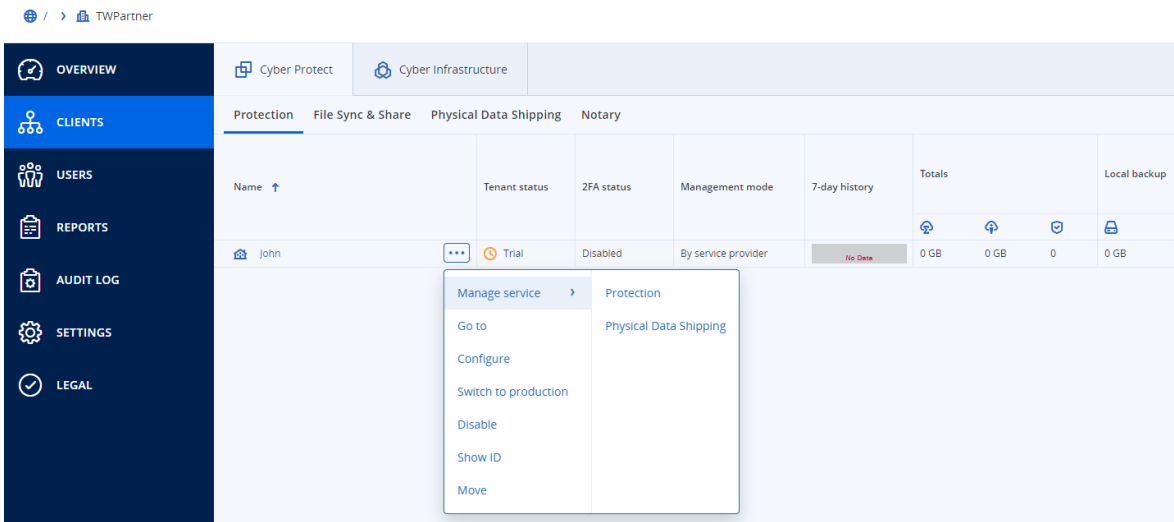 / > TWPartner
OVERVIEW
CLIENTS
USERS
REPORTS
AUDIT LOG
SETTINGS
LEGAL
Cyber Protect Cyber Infrastructure
Protection File Sync & Share Physical Data Shipping Notary
Name ↑ Tenant status 2FA status Management mode 7-day history Totals Local backup
John ... Trial Disabled By service provider No Data 0 GB 0 GB 0 0 GB
Manage service > Protection
Go to Physical Data Shipping
Configure
Switch to production
Disable
Show ID
Move